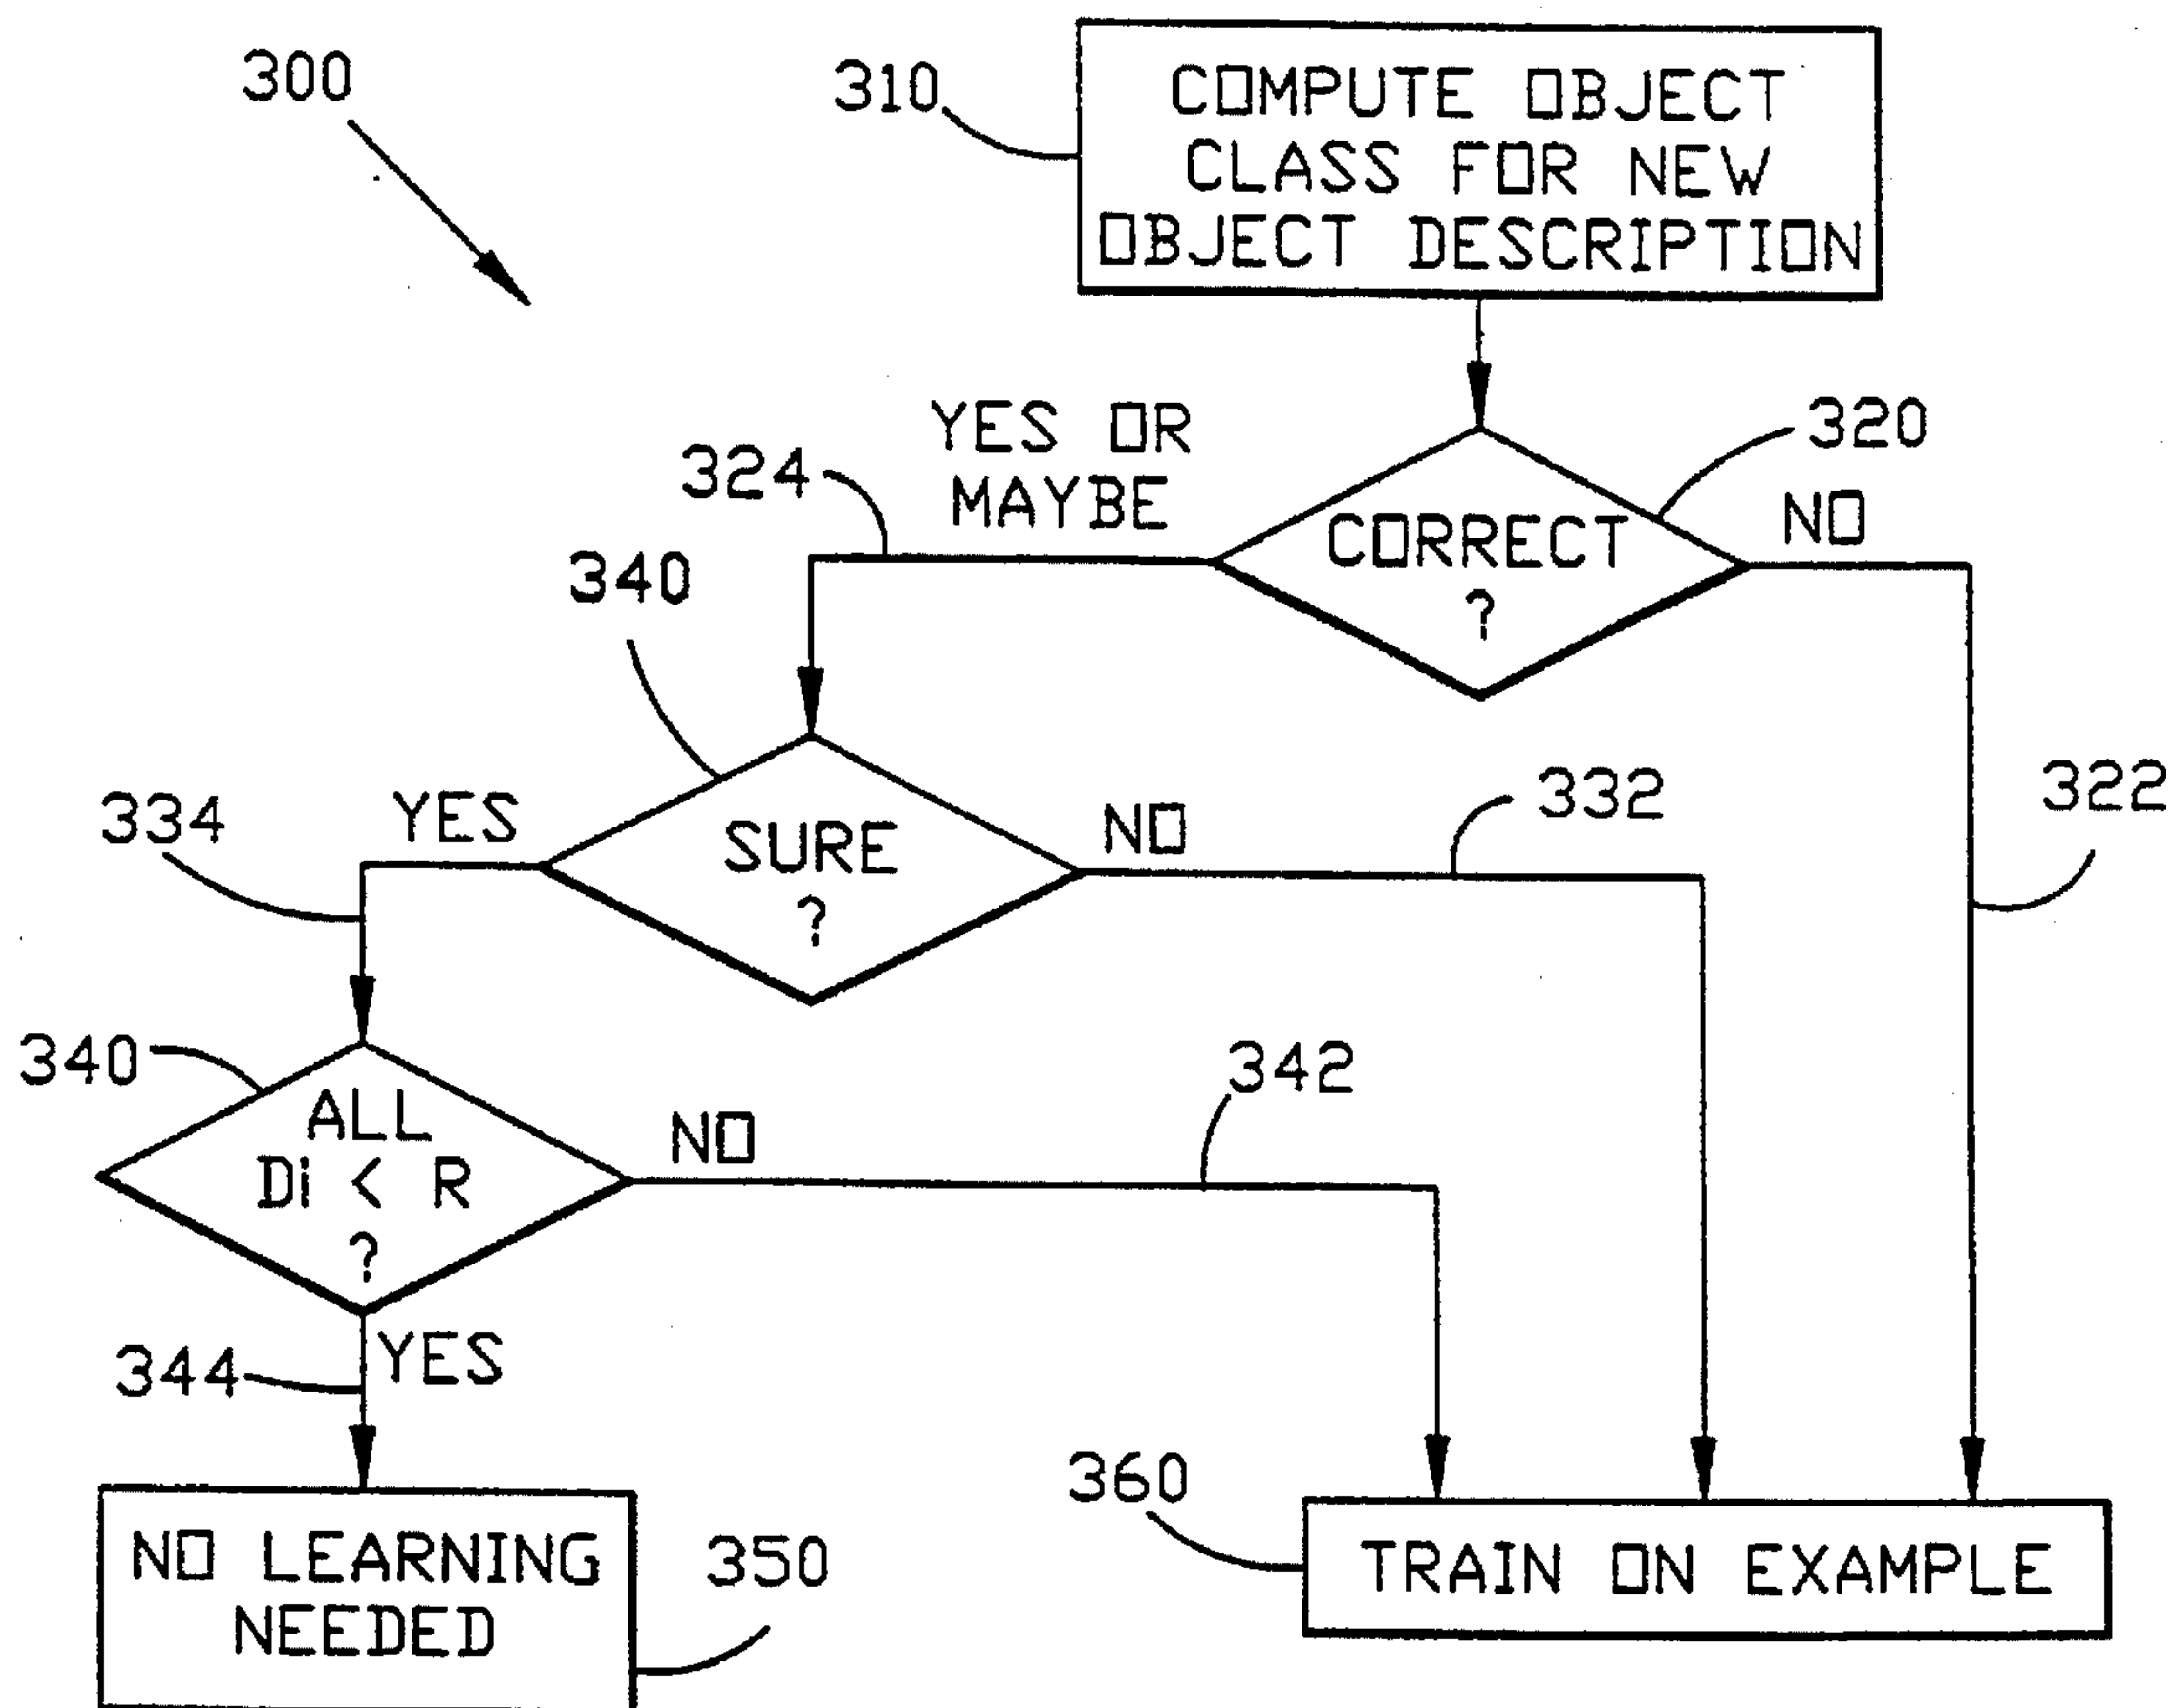 300
310
COMPUTE OBJECT
CLASS FOR NEW
OBJECT DESCRIPTION
YES OR
MAYBE
324
320
CORRECT
?
NO
340
334
YES
SURE
?
NO
332
322
340
ALL
Di < R
?
NO
342
344
YES
NO LEARNING
NEEDED
350
360
TRAIN ON EXAMPLE